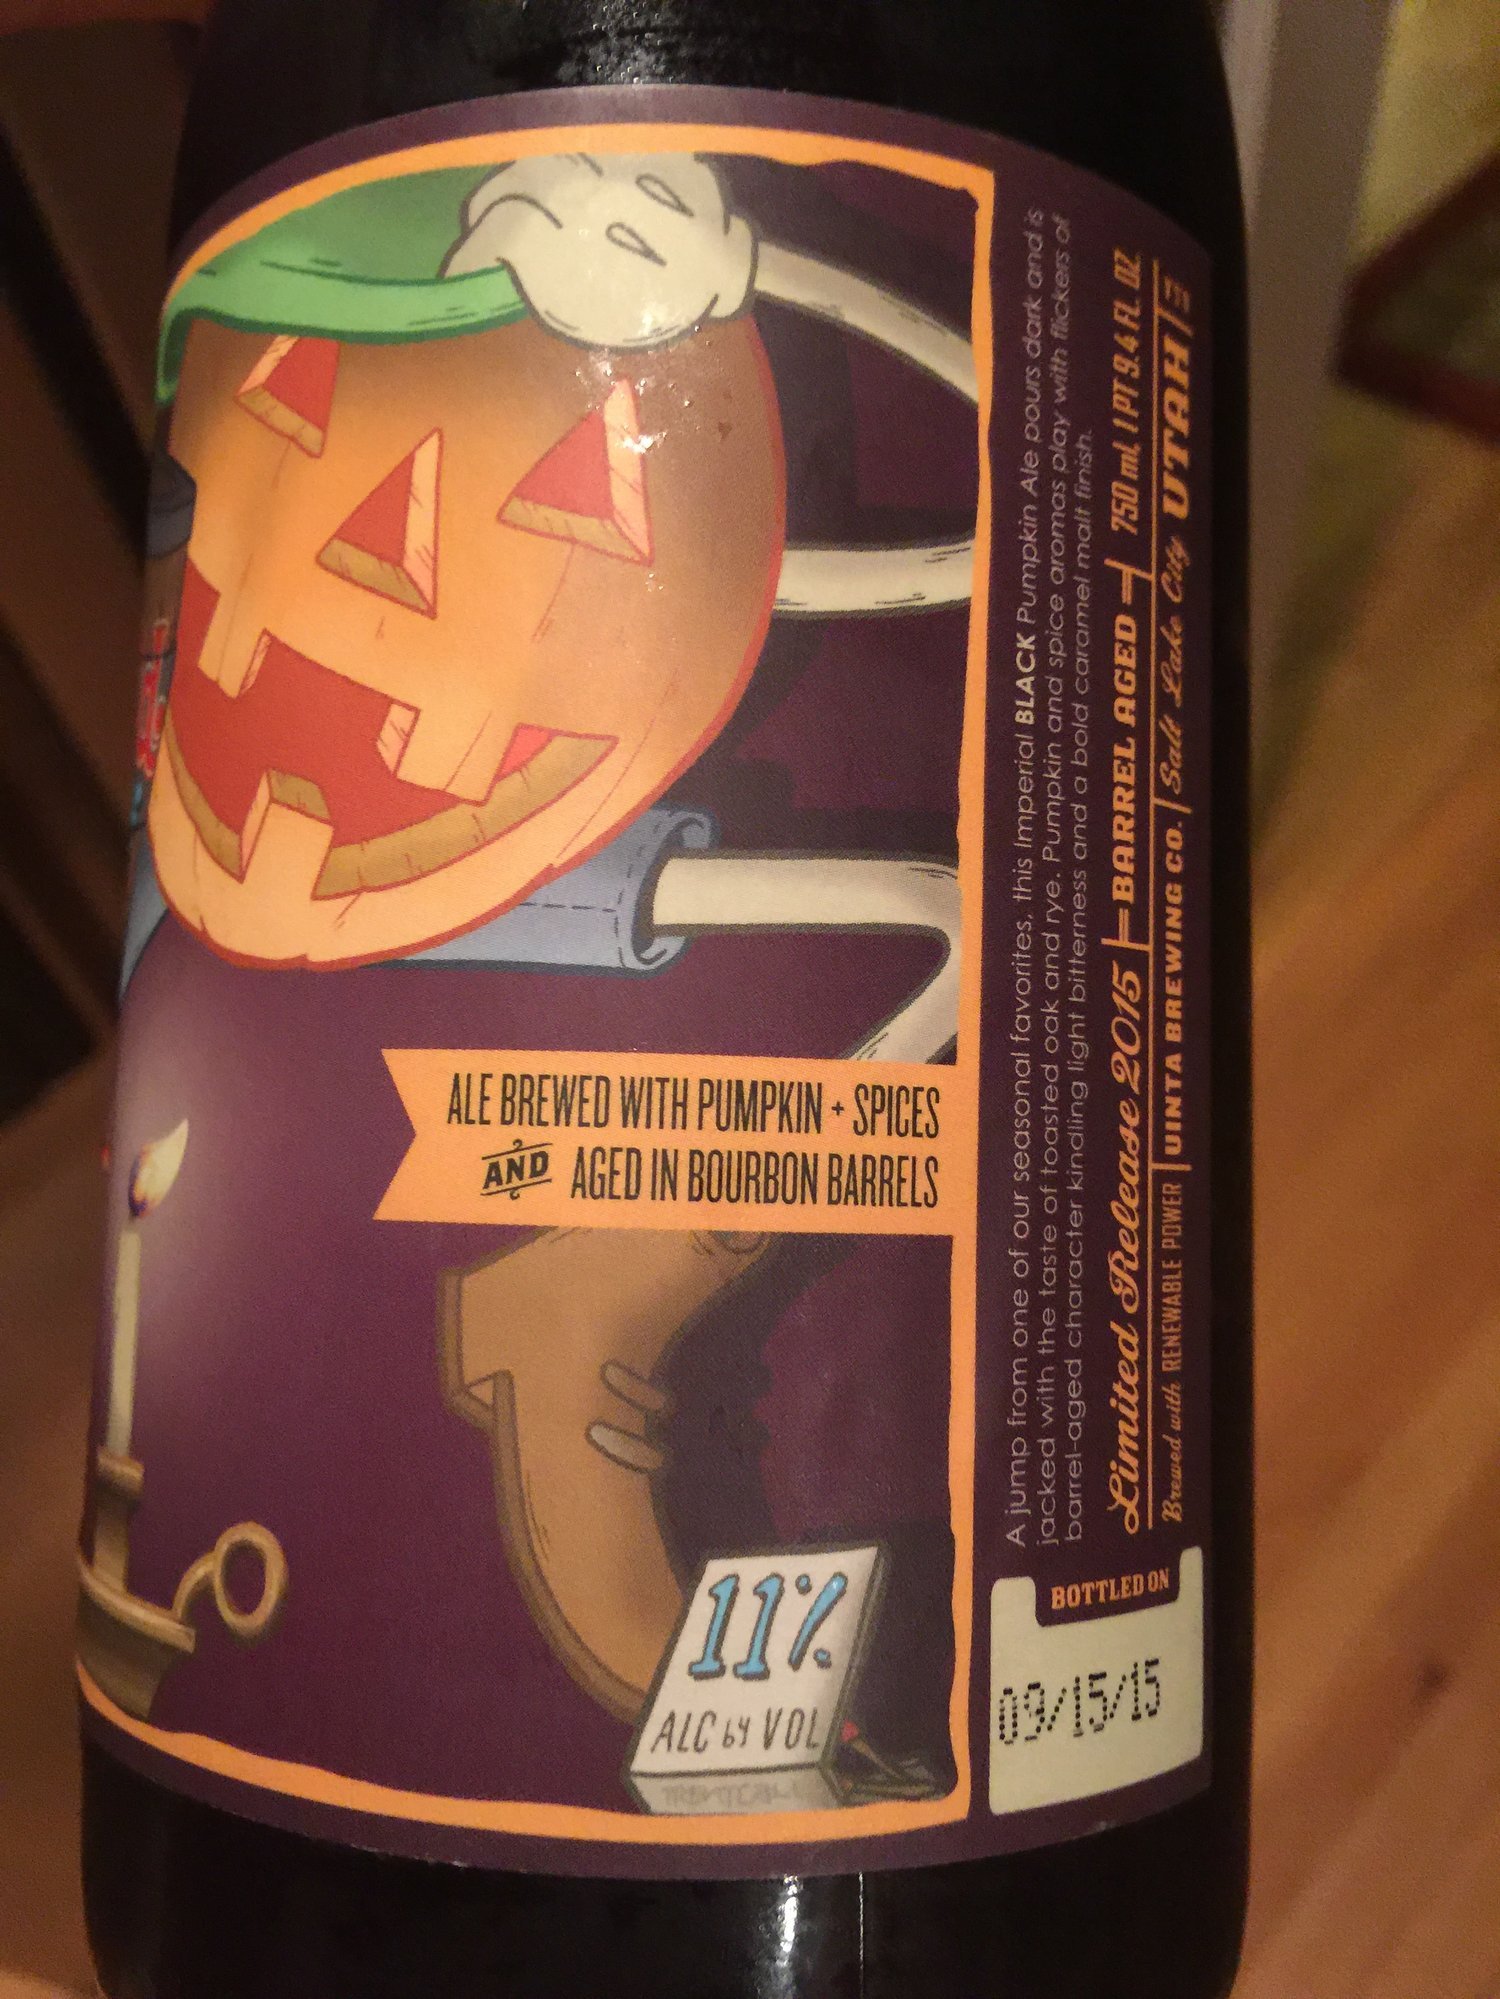 ALE BREWED WITH PUMPKIN + SPICES
AND AGED IN BOURBON BARRELS
11%
ALC by VOL
A jump from one of our seasonal favorites, this Imperial BLACK Pumpkin Ale pours dark and is
jacked with the taste of toasted oak and rye. Pumpkin and spice aromas play with flickers of
barrel-aged character kindling light bitterness and a bold caramel malt finish.
Limited Release 2015 BARREL AGED 750 mL 1 PT 9.4 FL. OZ.
Brewed with RENEWABLE POWER | UINTA BREWING CO. | Salt Lake City UTAH
BOTTLED ON
09/15/15